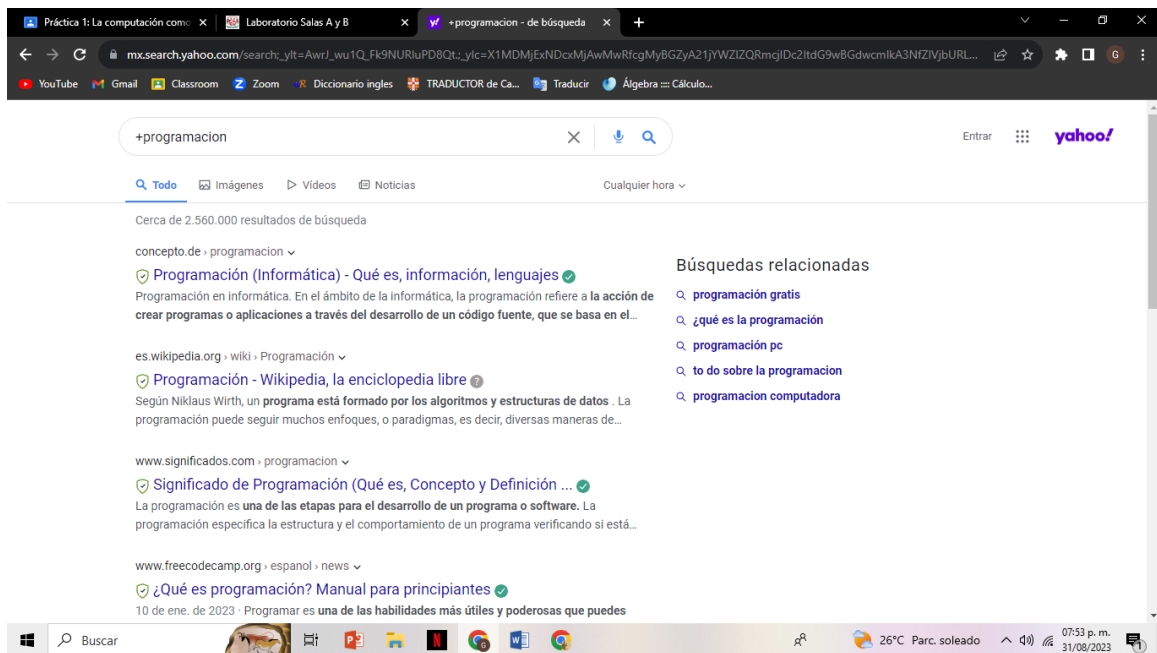 Práctica 1: La computación como
Laboratorio Salas A y B
+programacion - de búsqueda
mx.search.yahoo.com/search;_ylt=AwrJ_wu1Q_Fk9NURIuPD8Qt.;_ylc=X1MDMjExNDcxMjAwMwRfcgMyBGZyA21jYWZlZQRmcjIDc2ItdG9wBGdwcmlkA3NfZlVjbURL...
G
YouTube Gmail Classroom Zoom Diccionario ingles TRADUCTOR de Ca... Traducir Álgebra :::: Cálculo...
+programacion
Entrar
yahoo!
Todo Imágenes Vídeos Noticias Cualquier hora
Cerca de 2.560.000 resultados de búsqueda
concepto.de › programacion
Programación (Informática) - Qué es, información, lenguajes
Programación en informática. En el ámbito de la informática, la programación refiere a la acción de
crear programas o aplicaciones a través del desarrollo de un código fuente, que se basa en el...
es.wikipedia.org › wiki › Programación
Programación - Wikipedia, la enciclopedia libre
Según Niklaus Wirth, un programa está formado por los algoritmos y estructuras de datos . La
programación puede seguir muchos enfoques, o paradigmas, es decir, diversas maneras de...
www.significados.com › programacion
Significado de Programación (Qué es, Concepto y Definición ...
La programación es una de las etapas para el desarrollo de un programa o software. La
programación especifica la estructura y el comportamiento de un programa verificando si está...
www.freecodecamp.org › espanol › news
¿Qué es programación? Manual para principiantes
10 de ene. de 2023 · Programar es una de las habilidades más útiles y poderosas que puedes
Búsquedas relacionadas
programación gratis
¿qué es la programación
programación pc
to do sobre la programacion
programacion computadora
Buscar
26°C Parc. soleado
07:53 p. m.
31/08/2023
1